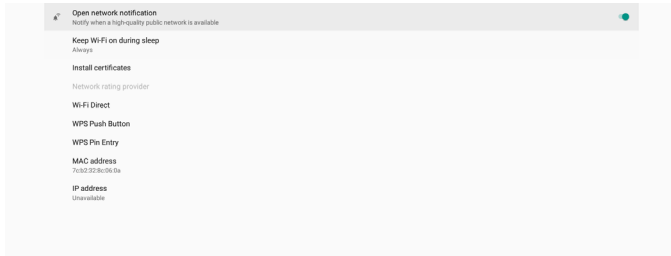 Open network notification
Notify when a high-quality public network is available
Keep Wi-Fi on during sleep
Always
Install certificates
Network rating provider
Wi-Fi Direct
WPS Push Button
WPS Pin Entry
MAC address
7c:b2:32:8c:06:0a
IP address
Unavailable